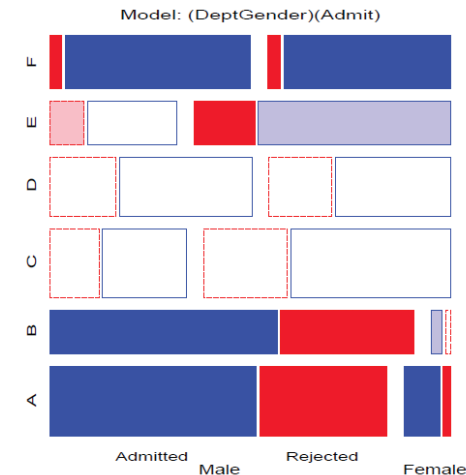 Model: (DeptGender)(Admit)
F
E
D
C
B
A
Admitted Rejected
Male Female